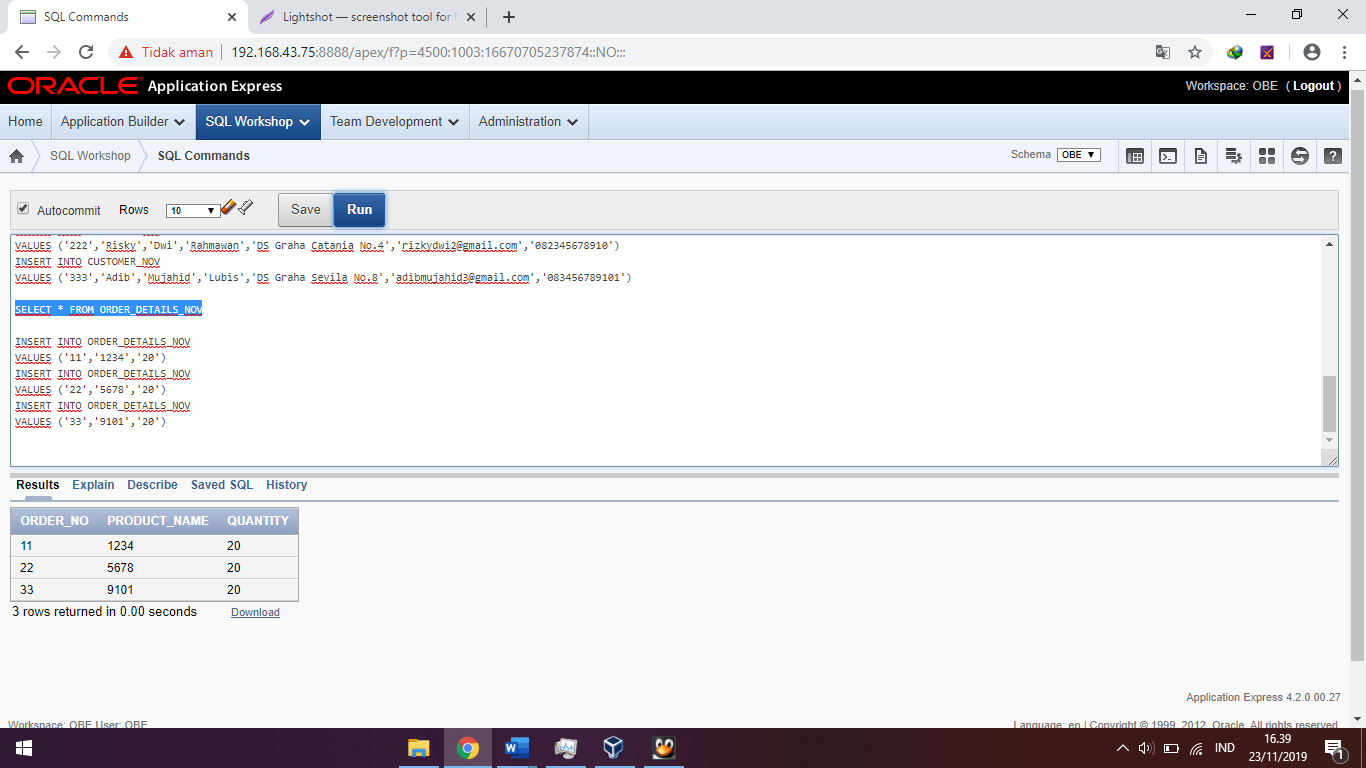 SQL Commands
Lightshot — screenshot tool for
Tidak aman
192.168.43.75:8888/apex/f?p=4500:1003:16670705237874::NO:::
ORACLE Application Express
Workspace: OBE ( Logout )
Home Application Builder SQL Workshop Team Development Administration
SQL Workshop SQL Commands
Schema OBE
Autocommit Rows 10 Save Run
VALUES ('222','Risky','Dwi','Rahmawan','DS Graha Catania No.4','rizkydwi2@gmail.com','082345678910')
INSERT INTO CUSTOMER_NOV
VALUES ('333','Adib','Mujahid','Lubis','DS Graha Sevila No.8','adibmujahid3@gmail.com','083456789101')
SELECT * FROM ORDER_DETAILS_NOV
INSERT INTO ORDER_DETAILS_NOV
VALUES ('11','1234','20')
INSERT INTO ORDER_DETAILS_NOV
VALUES ('22','5678','20')
INSERT INTO ORDER_DETAILS_NOV
VALUES ('33','9101','20')
Results Explain Describe Saved SQL History
ORDER_NO PRODUCT_NAME QUANTITY
11 1234 20
22 5678 20
33 9101 20
3 rows returned in 0.00 seconds Download
Application Express 4.2.0.00.27
Workspace: OBE User: OBE
Language: en | Copyright © 1999, 2012, Oracle. All rights reserved.
IND
16.39
23/11/2019
1